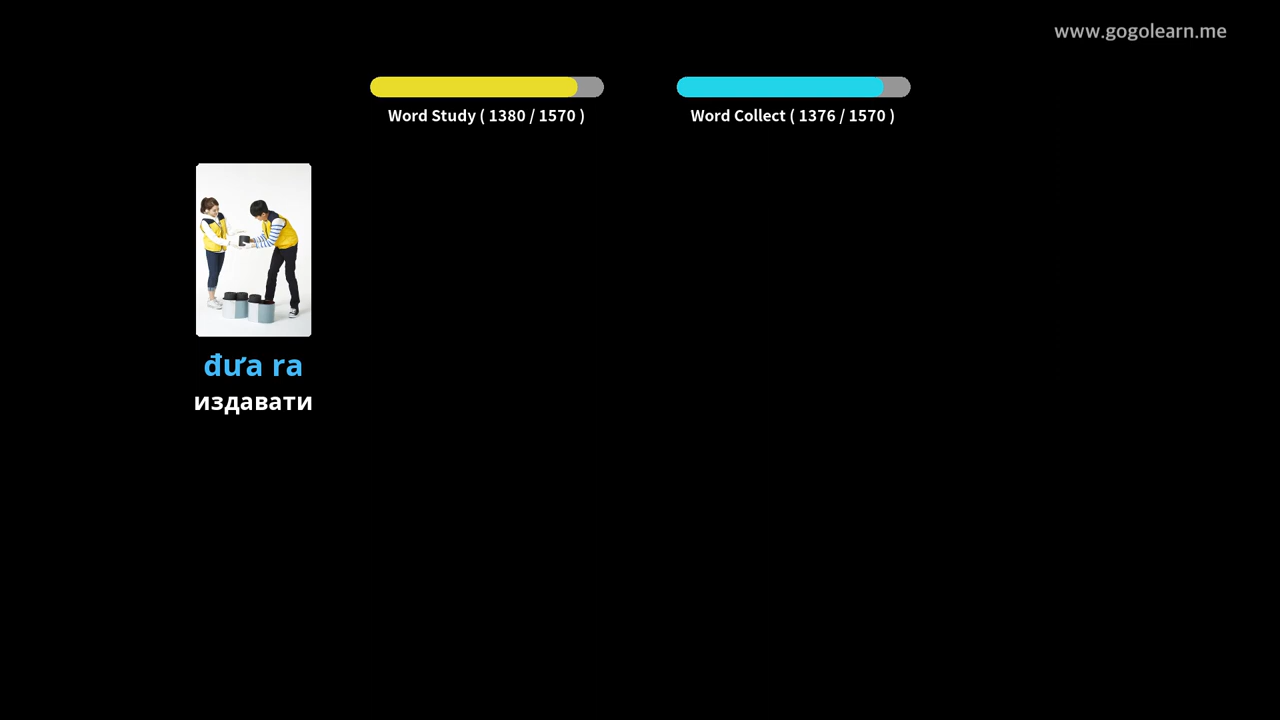 www.gogolearn.me
Word Study ( 1380 / 1570 )
Word Collect ( 1376 / 1570 )
đưa ra
издавати